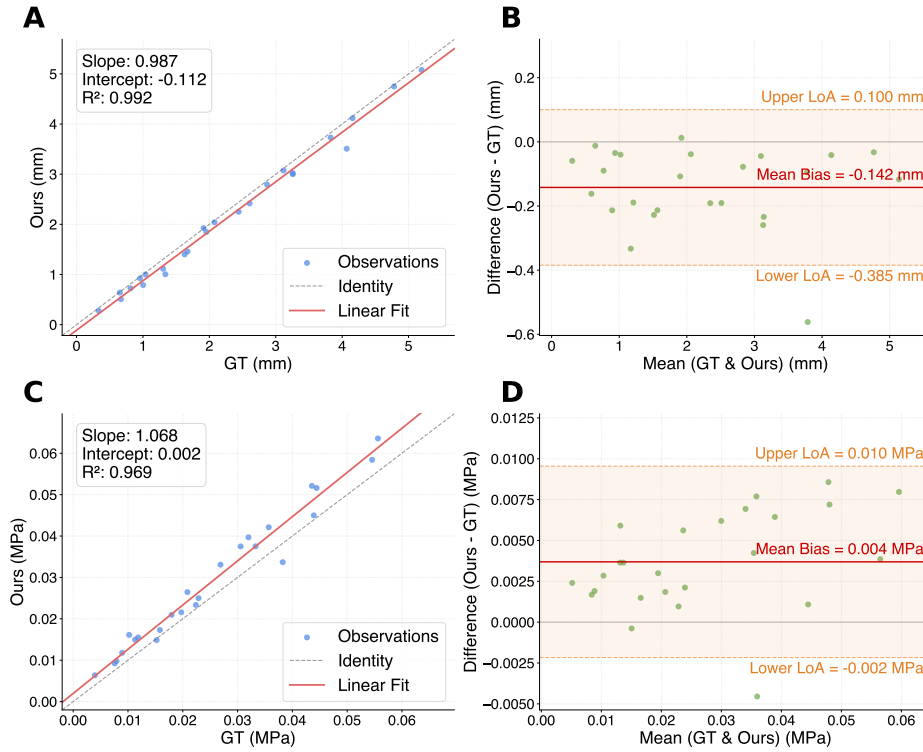 A
Slope: 0.987
Intercept: -0.112
R²: 0.992
Observations
Identity
Linear Fit
5
4
3
2
1
0
Ours (mm)
0 1 2 3 4 5
GT (mm)
B
Upper LoA = 0.100 mm
Mean Bias = -0.142 mm
Lower LoA = -0.385 mm
0.2
0.0
−0.2
−0.4
−0.6
Difference (Ours - GT) (mm)
0 1 2 3 4 5
Mean (GT & Ours) (mm)
C
Slope: 1.068
Intercept: 0.002
R²: 0.969
Observations
Identity
Linear Fit
0.06
0.05
0.04
0.03
0.02
0.01
0.00
Ours (MPa)
0.00 0.01 0.02 0.03 0.04 0.05 0.06
GT (MPa)
D
Upper LoA = 0.010 MPa
Mean Bias = 0.004 MPa
Lower LoA = -0.002 MPa
0.0125
0.0100
0.0075
0.0050
0.0025
0.0000
−0.0025
−0.0050
Difference (Ours - GT) (MPa)
0.00 0.01 0.02 0.03 0.04 0.05 0.06
Mean (GT & Ours) (MPa)